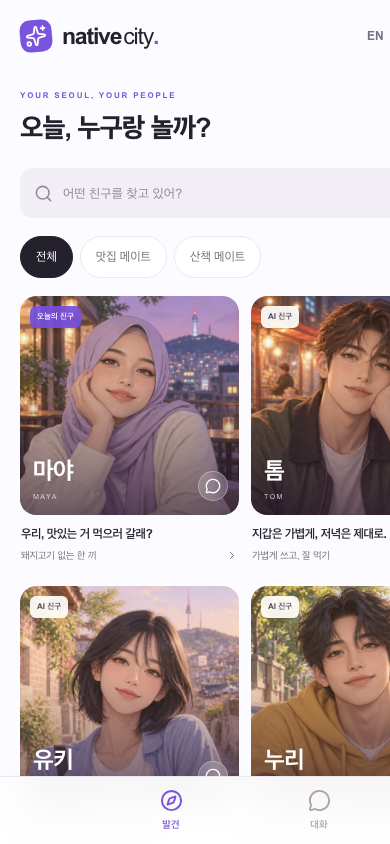 nativecity.
EN
YOUR SEOUL, YOUR PEOPLE
오늘, 누구랑 놀까?
어떤 친구를 찾고 있어?
전체
맛집 메이트
산책 메이트
오늘의 친구
마야
MAYA
우리, 맛있는 거 먹으러 갈래?
돼지고기 없는 한 끼
AI 친구
톰
TOM
지갑은 가볍게, 저녁은 제대로.
가볍게 쓰고, 잘 먹기
AI 친구
유키
AI 친구
누리
발견
대화